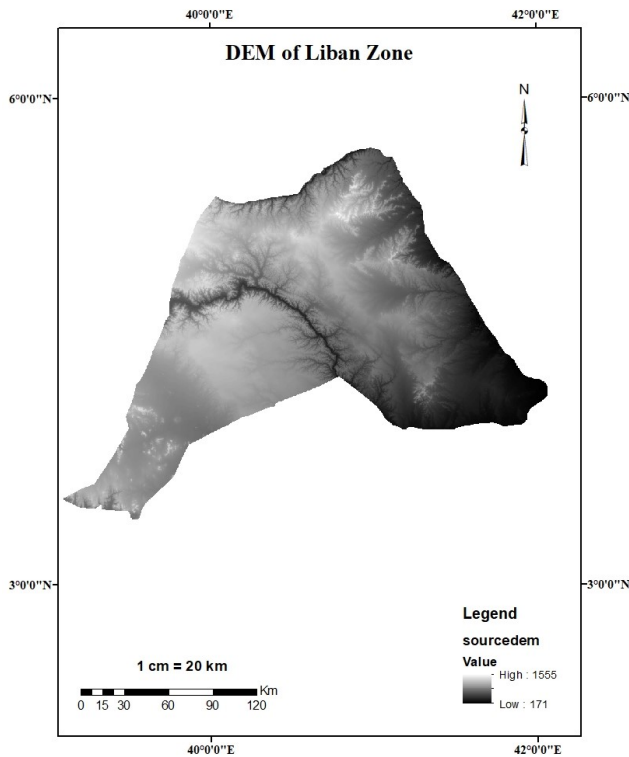 40°0'0"E 42°0'0"E
DEM of Liban Zone
N
6°0'0"N 6°0'0"N
3°0'0"N 3°0'0"N
Legend
sourcedem
Value
High : 1555
Low : 171
1 cm = 20 km
Km
0 15 30 60 90 120
40°0'0"E 42°0'0"E